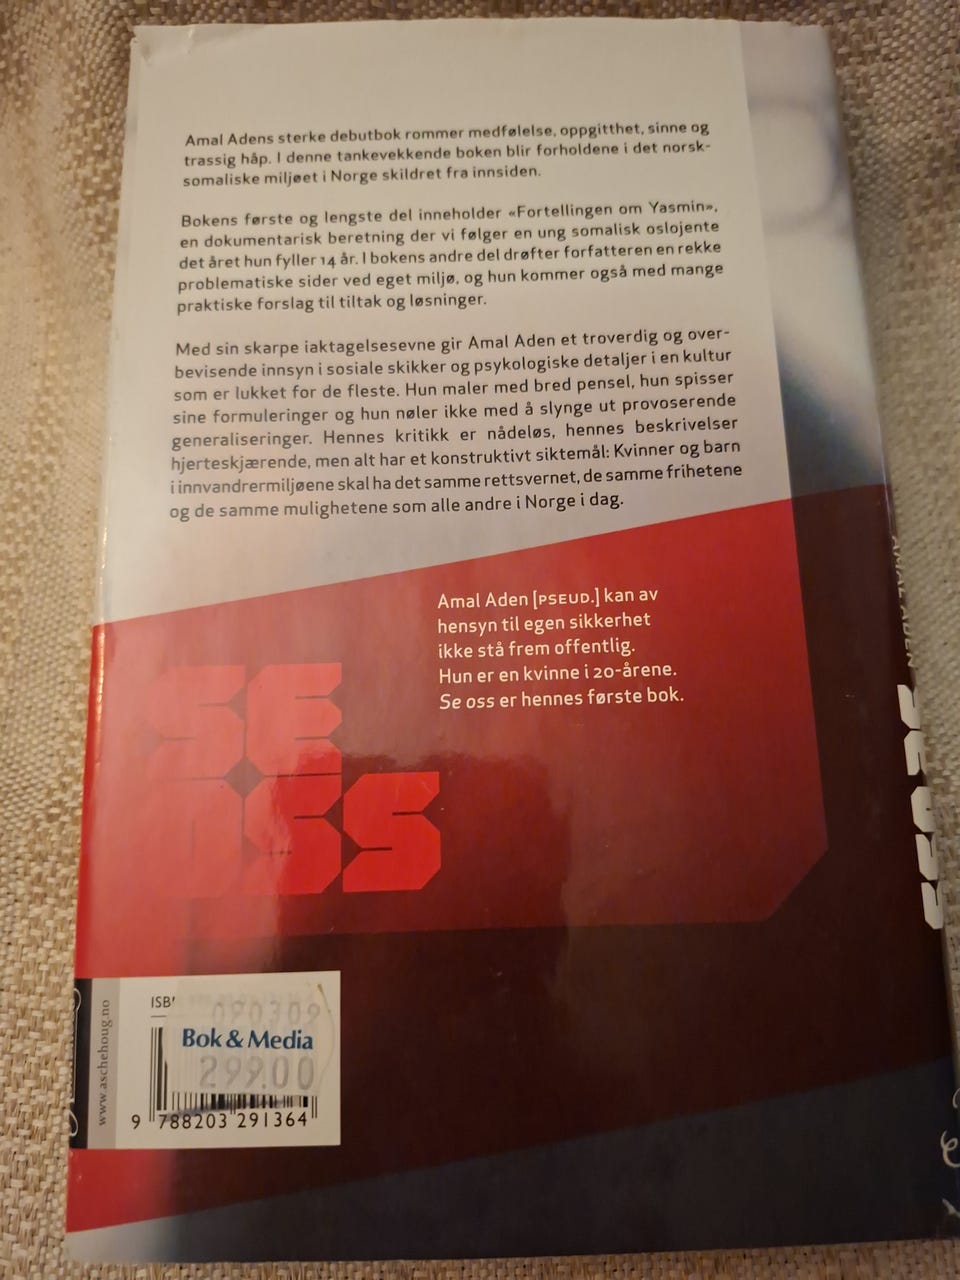 Amal Adens sterke debutbok rommer medfølelse, oppgitthet, sinne og
trassig håp. I denne tankevekkende boken blir forholdene i det norsk-
somaliske miljøet i Norge skildret fra innsiden.
Bokens første og lengste del inneholder «Fortellingen om Yasmin»,
en dokumentarisk beretning der vi følger en ung somalisk oslojente
det året hun fyller 14 år. I bokens andre del drøfter forfatteren en rekke
problematiske sider ved eget miljø, og hun kommer også med mange
praktiske forslag til tiltak og løsninger.
Med sin skarpe iaktagelsesevne gir Amal Aden et troverdig og over-
bevisende innsyn i sosiale skikker og psykologiske detaljer i en kultur
som er lukket for de fleste. Hun maler med bred pensel, hun spisser
sine formuleringer og hun nøler ikke med å slynge ut provoserende
generaliseringer. Hennes kritikk er nådeløs, hennes beskrivelser
hjerteskjærende, men alt har et konstruktivt siktemål: Kvinner og barn
i innvandrermiljøene skal ha det samme rettsvernet, de samme frihetene
og de samme mulighetene som alle andre i Norge i dag.
Amal Aden [PSEUD.] kan av
hensyn til egen sikkerhet
ikke stå frem offentlig.
Hun er en kvinne i 20-årene.
Se oss er hennes første bok.
SE
OSS
AMAL ADEN
SE OSS
www.aschehoug.no
ISB
090309
Bok & Media
299.00
9 788203 291364